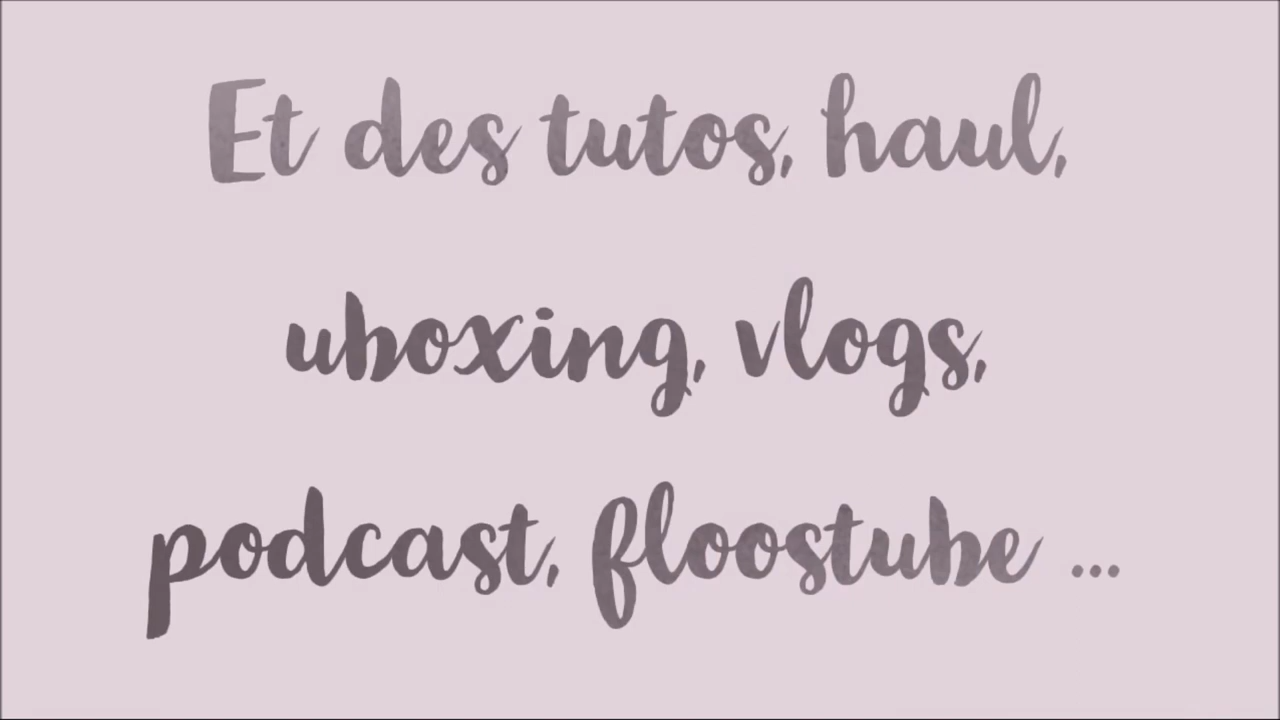 Et des tutos, haul,
uboxing, vlogs,
podcast, floostube ...